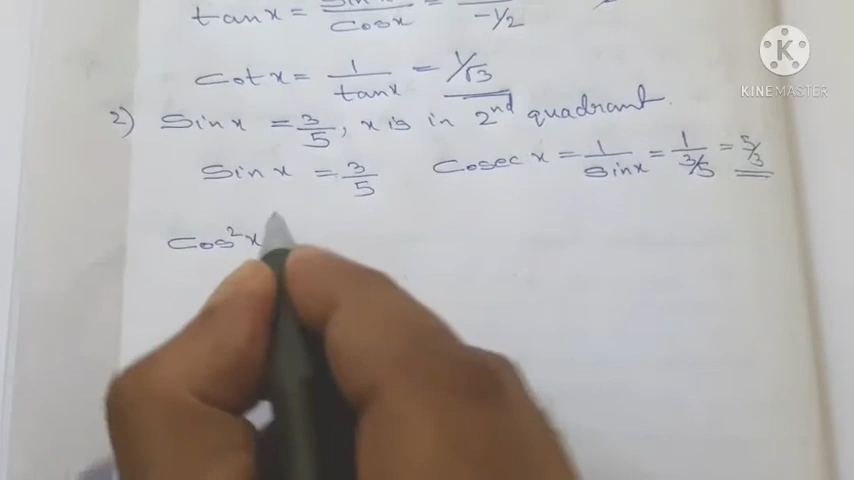 tan x = sin x / cos x = / -1/2
Cot x = 1 / tan x = 1/√3
2) Sin x = 3/5, x is in 2nd quadrant.
Sin x = 3/5 Cosec x = 1 / sin x = 1 / 3/5 = 5/3
Cos²x
KINEMASTER